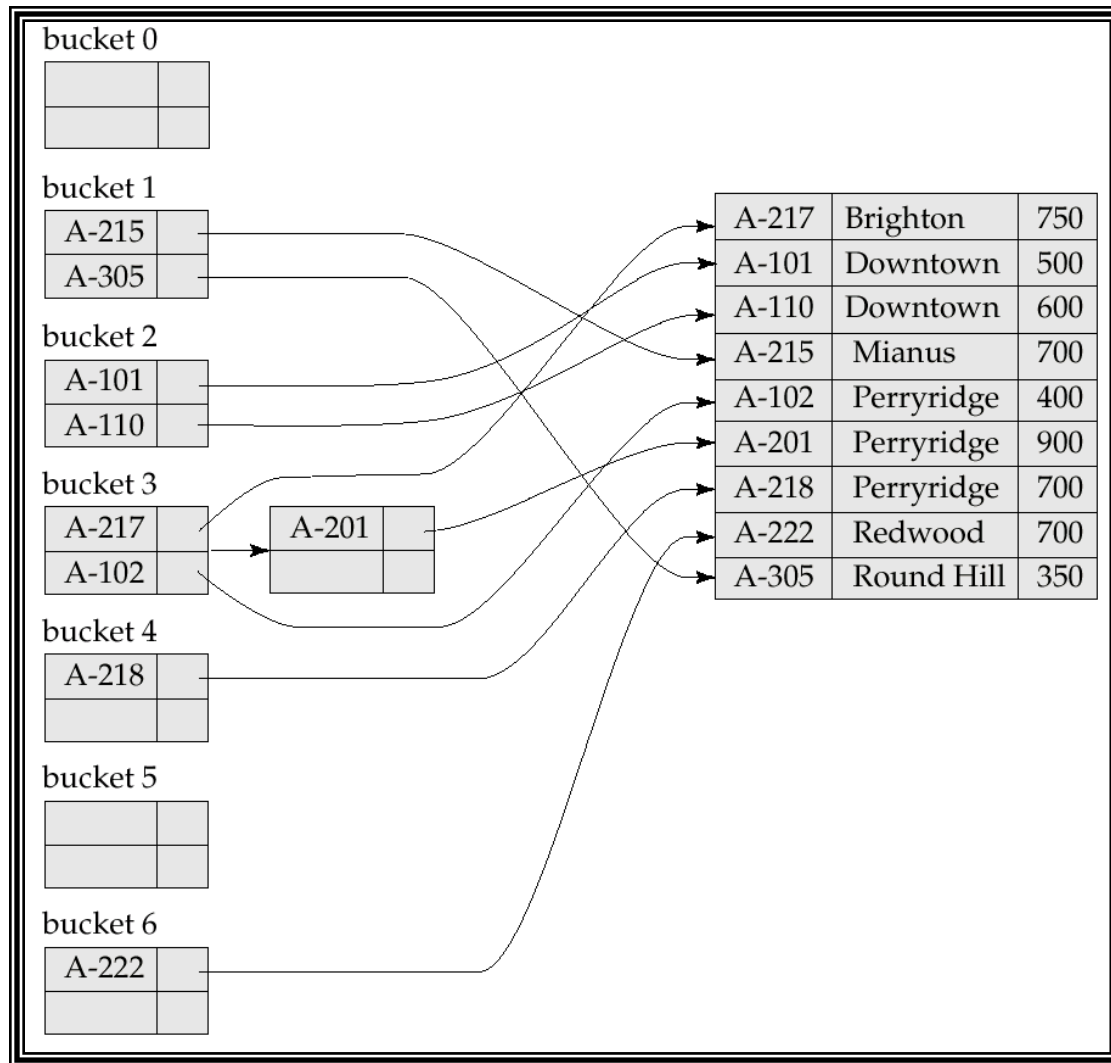 bucket 0
bucket 1
A-215
A-305
bucket 2
A-101
A-110
bucket 3
A-217
A-102
A-201
bucket 4
A-218
bucket 5
bucket 6
A-222
A-217 Brighton 750
A-101 Downtown 500
A-110 Downtown 600
A-215 Mianus 700
A-102 Perryridge 400
A-201 Perryridge 900
A-218 Perryridge 700
A-222 Redwood 700
A-305 Round Hill 350